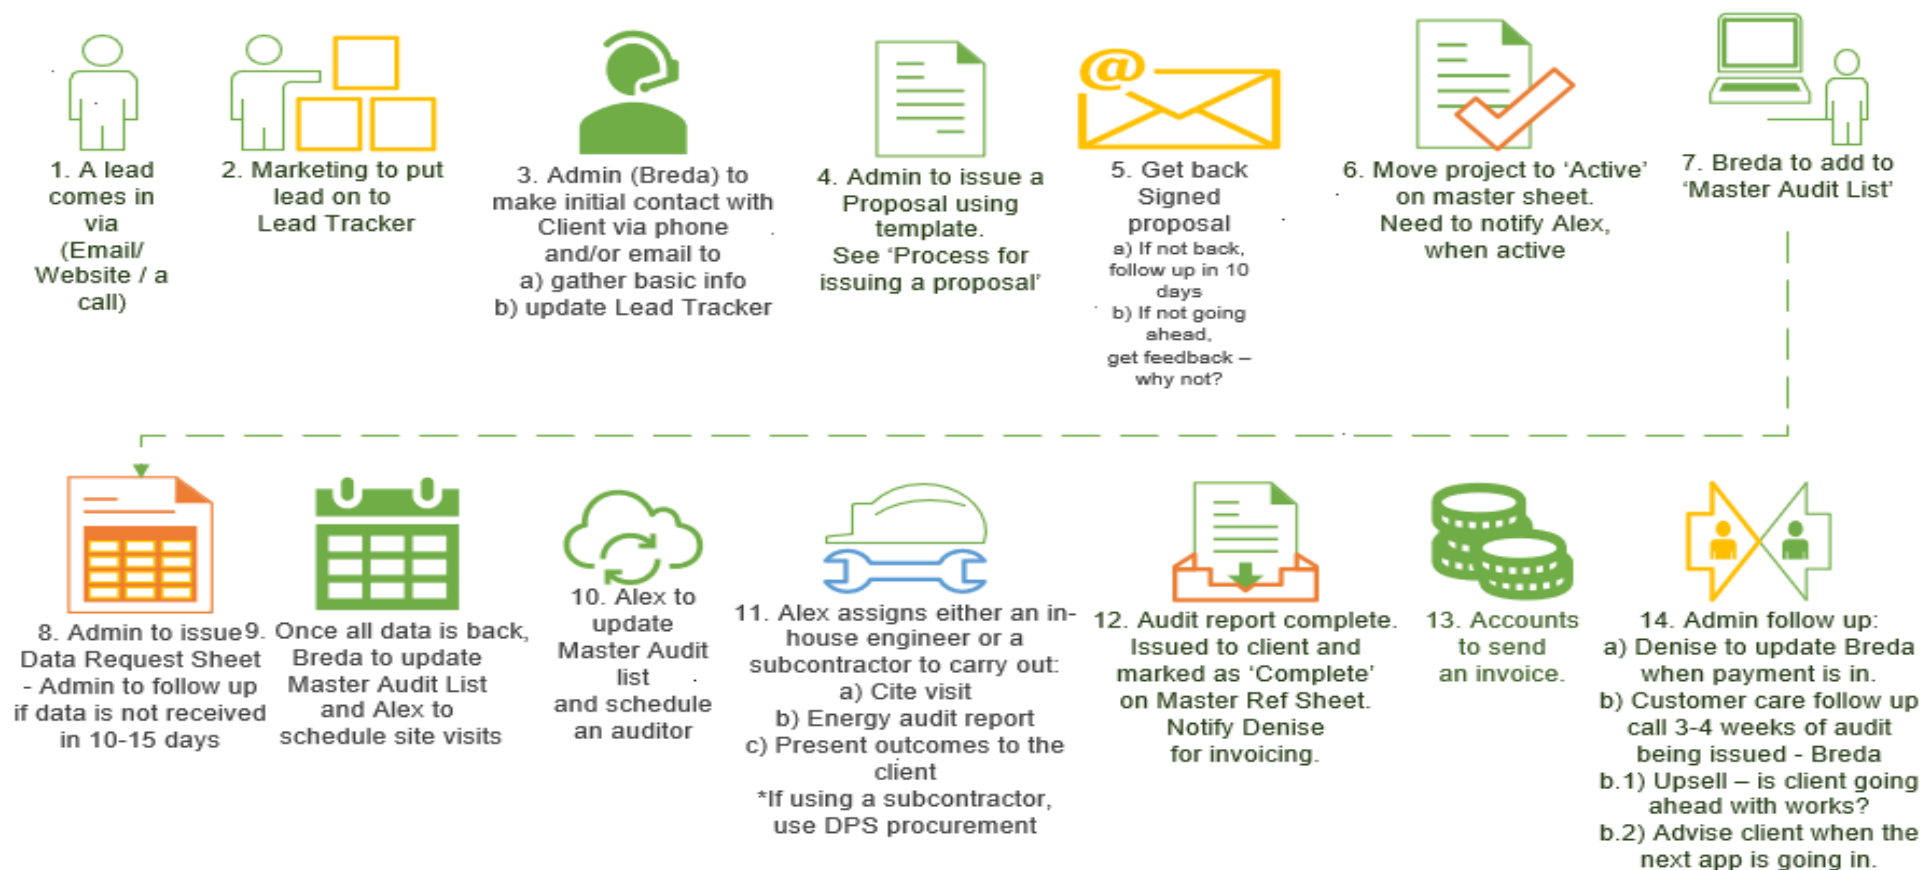 1. A lead
comes in
via
(Email/
Website / a
call)
2. Marketing to put
lead on to
Lead Tracker
3. Admin (Breda) to
make initial contact with
Client via phone
and/or email to
a) gather basic info
b) update Lead Tracker
4. Admin to issue a
Proposal using
template.
See ‘Process for
issuing a proposal’
@
5. Get back
Signed
proposal
a) If not back,
follow up in 10
days
b) If not going
ahead,
get feedback –
why not?
6. Move project to ‘Active’
on master sheet.
Need to notify Alex,
when active
7. Breda to add to
‘Master Audit List’
8. Admin to issue
Data Request Sheet
- Admin to follow up
if data is not received
in 10-15 days
9. Once all data is back,
Breda to update
Master Audit List
and Alex to
schedule site visits
10. Alex to
update
Master Audit
list
and schedule
an auditor
11. Alex assigns either an in-
house engineer or a
subcontractor to carry out:
a) Cite visit
b) Energy audit report
c) Present outcomes to the
client
*If using a subcontractor,
use DPS procurement
12. Audit report complete.
Issued to client and
marked as ‘Complete’
on Master Ref Sheet.
Notify Denise
for invoicing.
13. Accounts
to send
an invoice.
14. Admin follow up:
a) Denise to update Breda
when payment is in.
b) Customer care follow up
call 3-4 weeks of audit
being issued - Breda
b.1) Upsell – is client going
ahead with works?
b.2) Advise client when the
next app is going in.